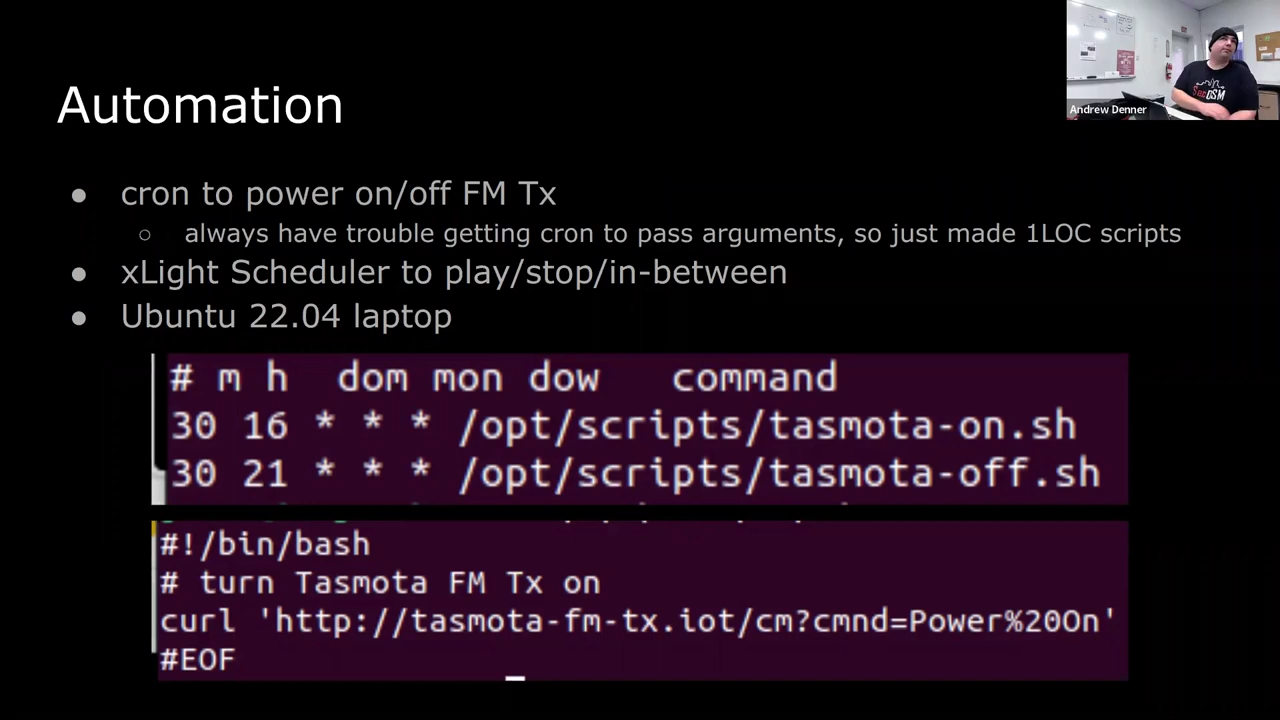 Automation
Andrew Denner
● cron to power on/off FM Tx
○ always have trouble getting cron to pass arguments, so just made 1LOC scripts
● xLight Scheduler to play/stop/in-between
● Ubuntu 22.04 laptop
# m h  dom mon dow   command
30 16 * * * /opt/scripts/tasmota-on.sh
30 21 * * * /opt/scripts/tasmota-off.sh
#!/bin/bash
# turn Tasmota FM Tx on
curl 'http://tasmota-fm-tx.iot/cm?cmnd=Power%20On'
#EOF